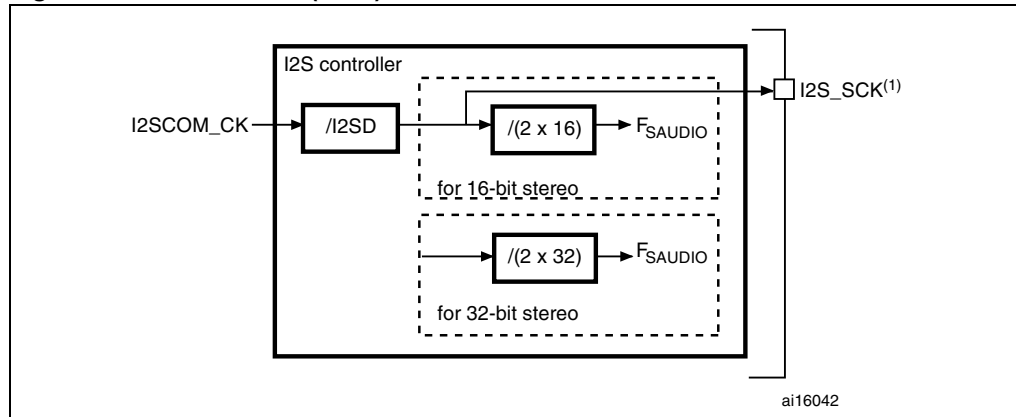 I2S controller
I2S_SCK(1)
I2SCOM_CK
/I2SD
/(2 x 16)
FSAUDIO
for 16-bit stereo
/(2 x 32)
FSAUDIO
for 32-bit stereo
ai16042